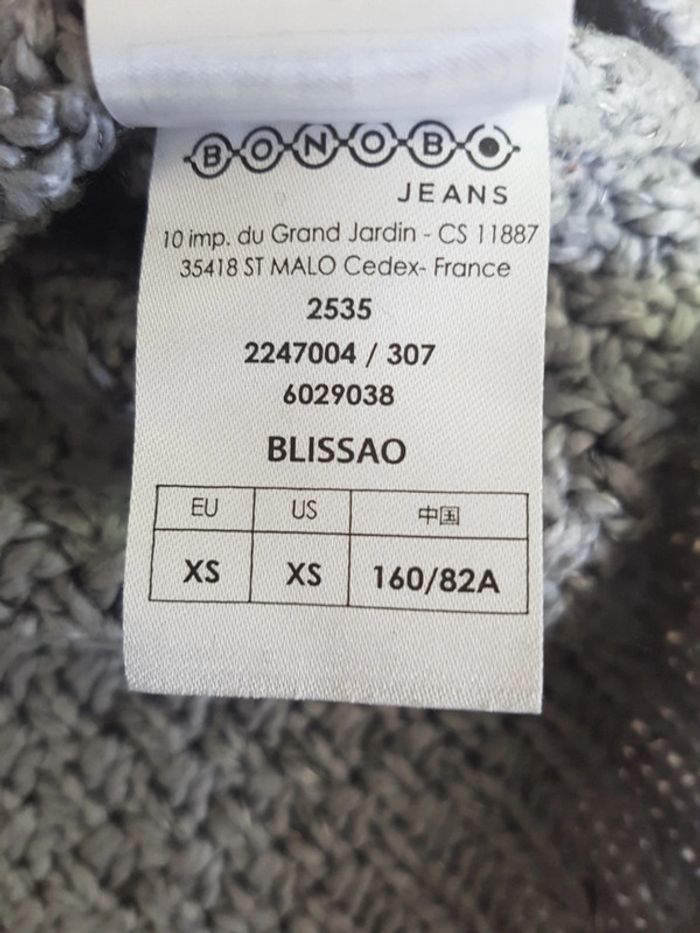 BONOBO
JEANS
10 imp. du Grand Jardin - CS 11887
35418 ST MALO Cedex- France
2535
2247004 / 307
6029038
BLISSAO
EU US 中国
XS XS 160/82A